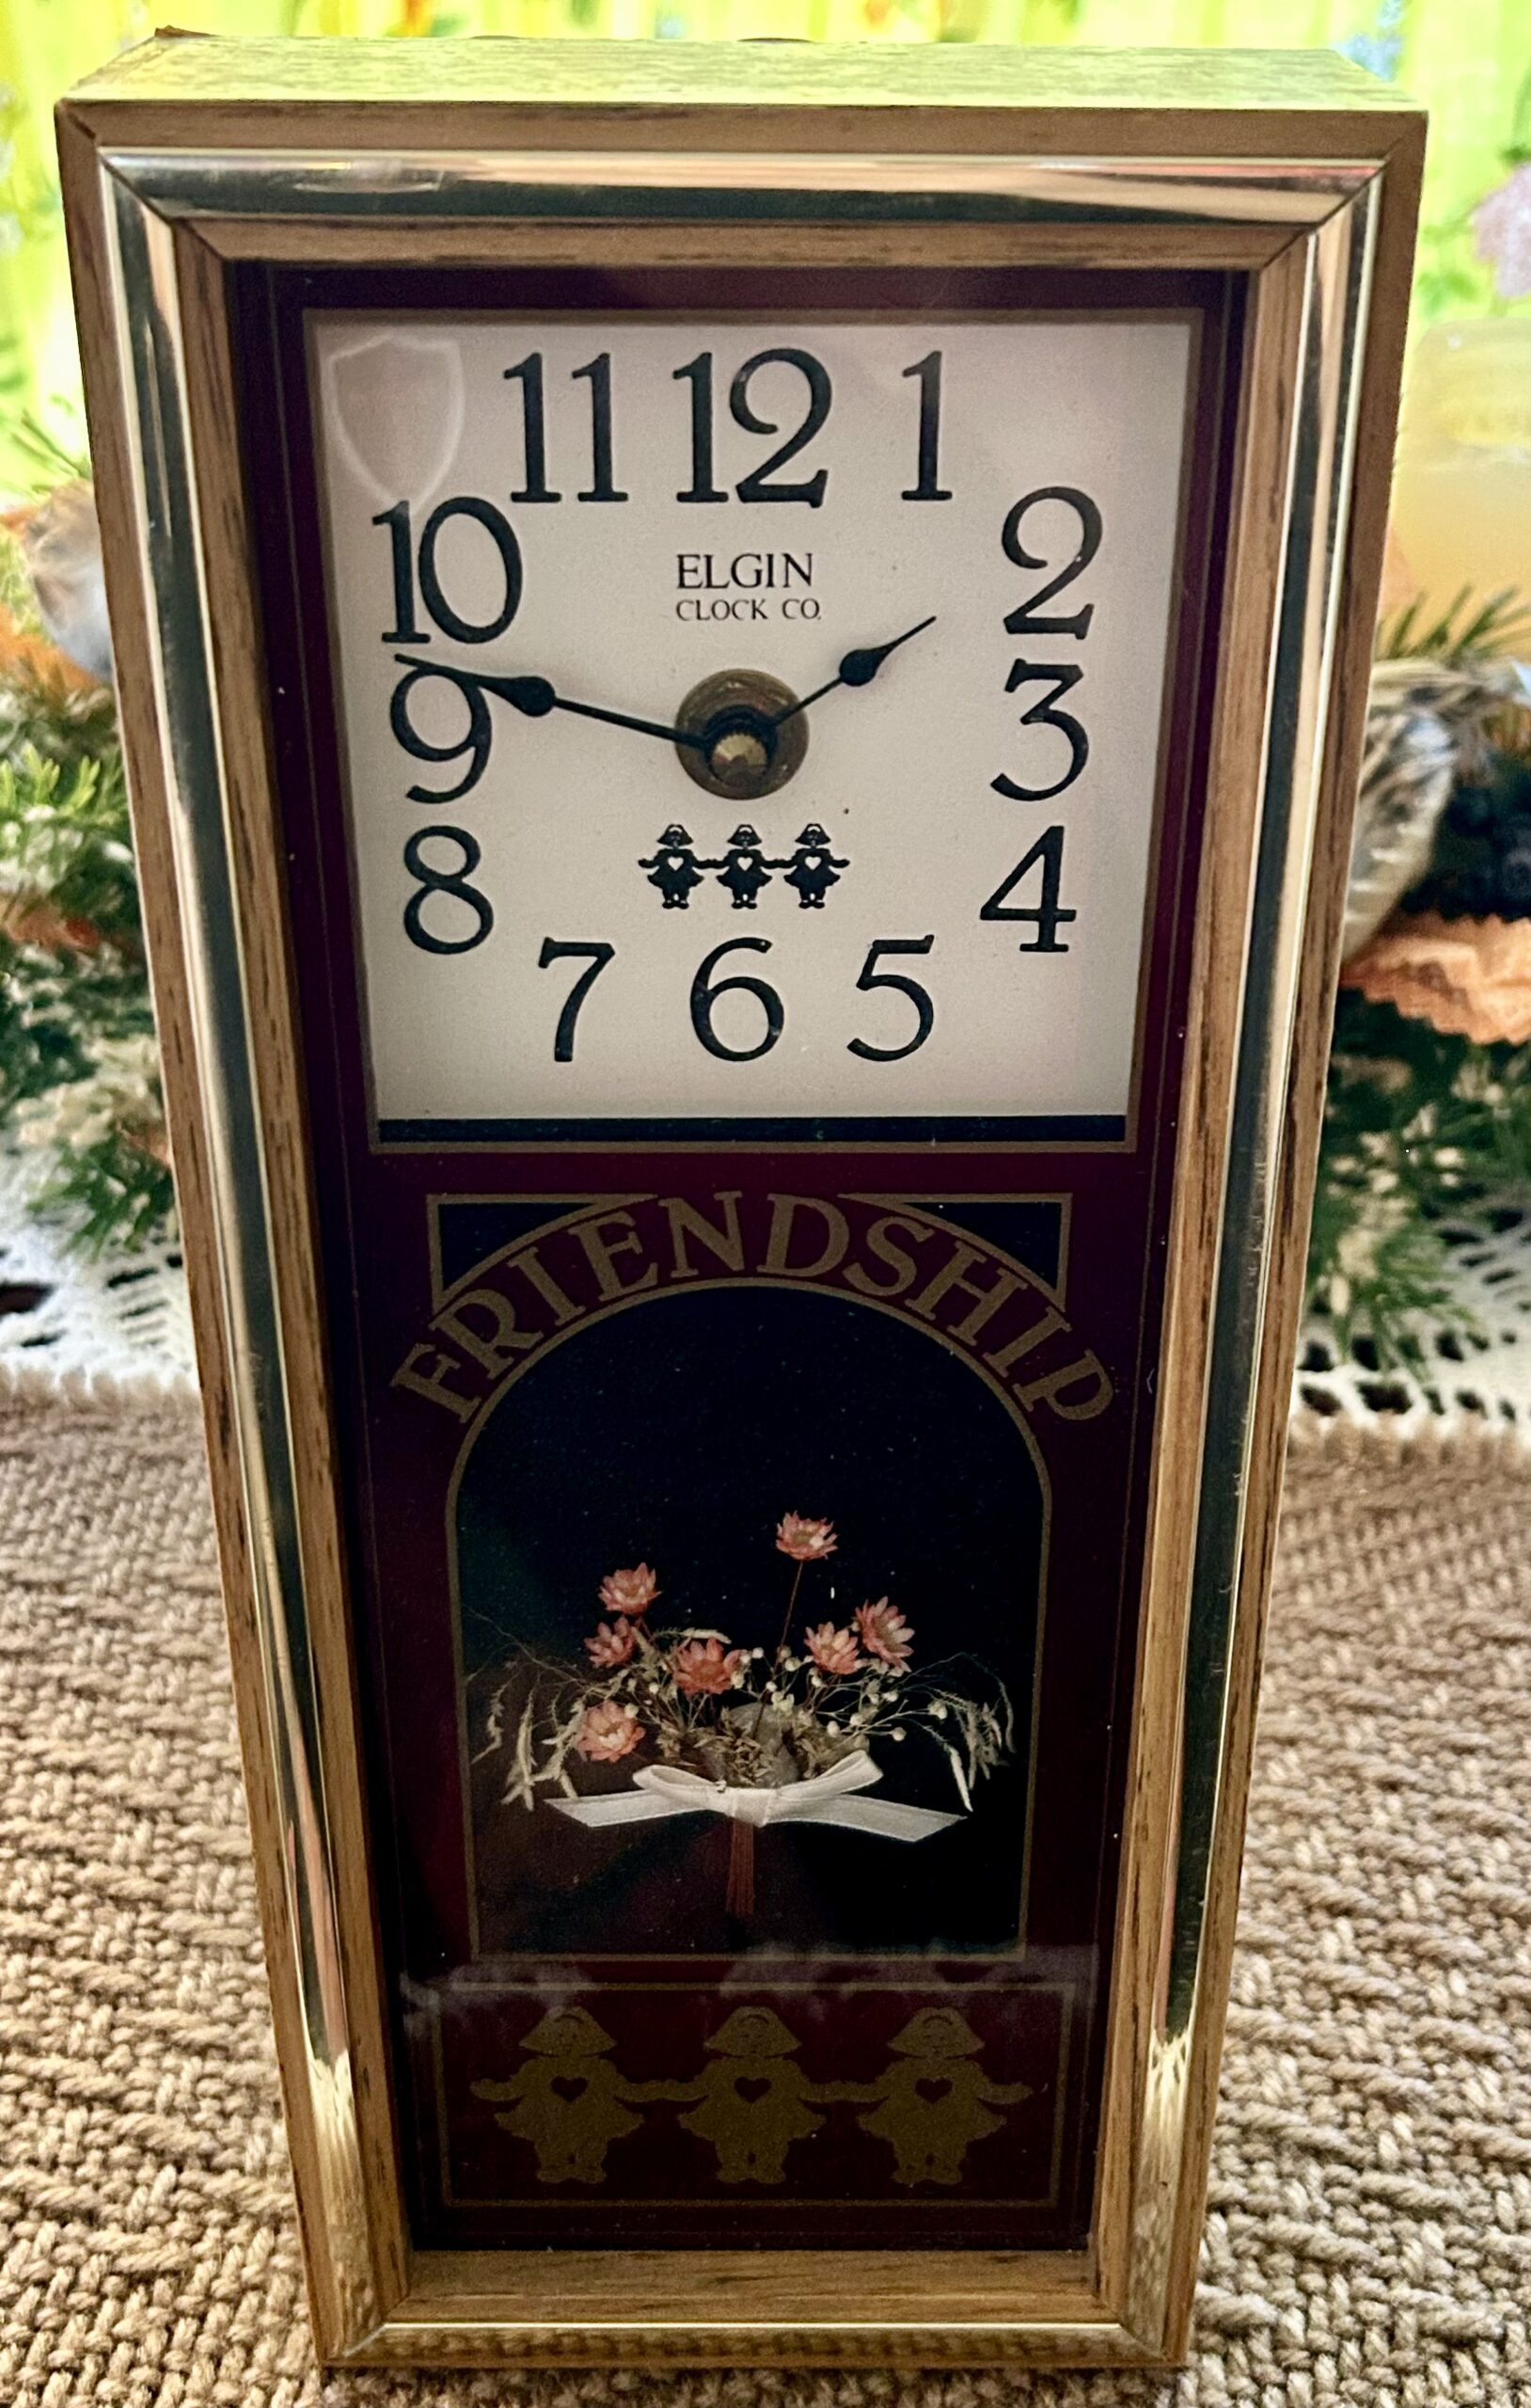 11 12 1
10 2
ELGIN
CLOCK CO.
9 3
8 4
7 6 5
FRIENDSHIP